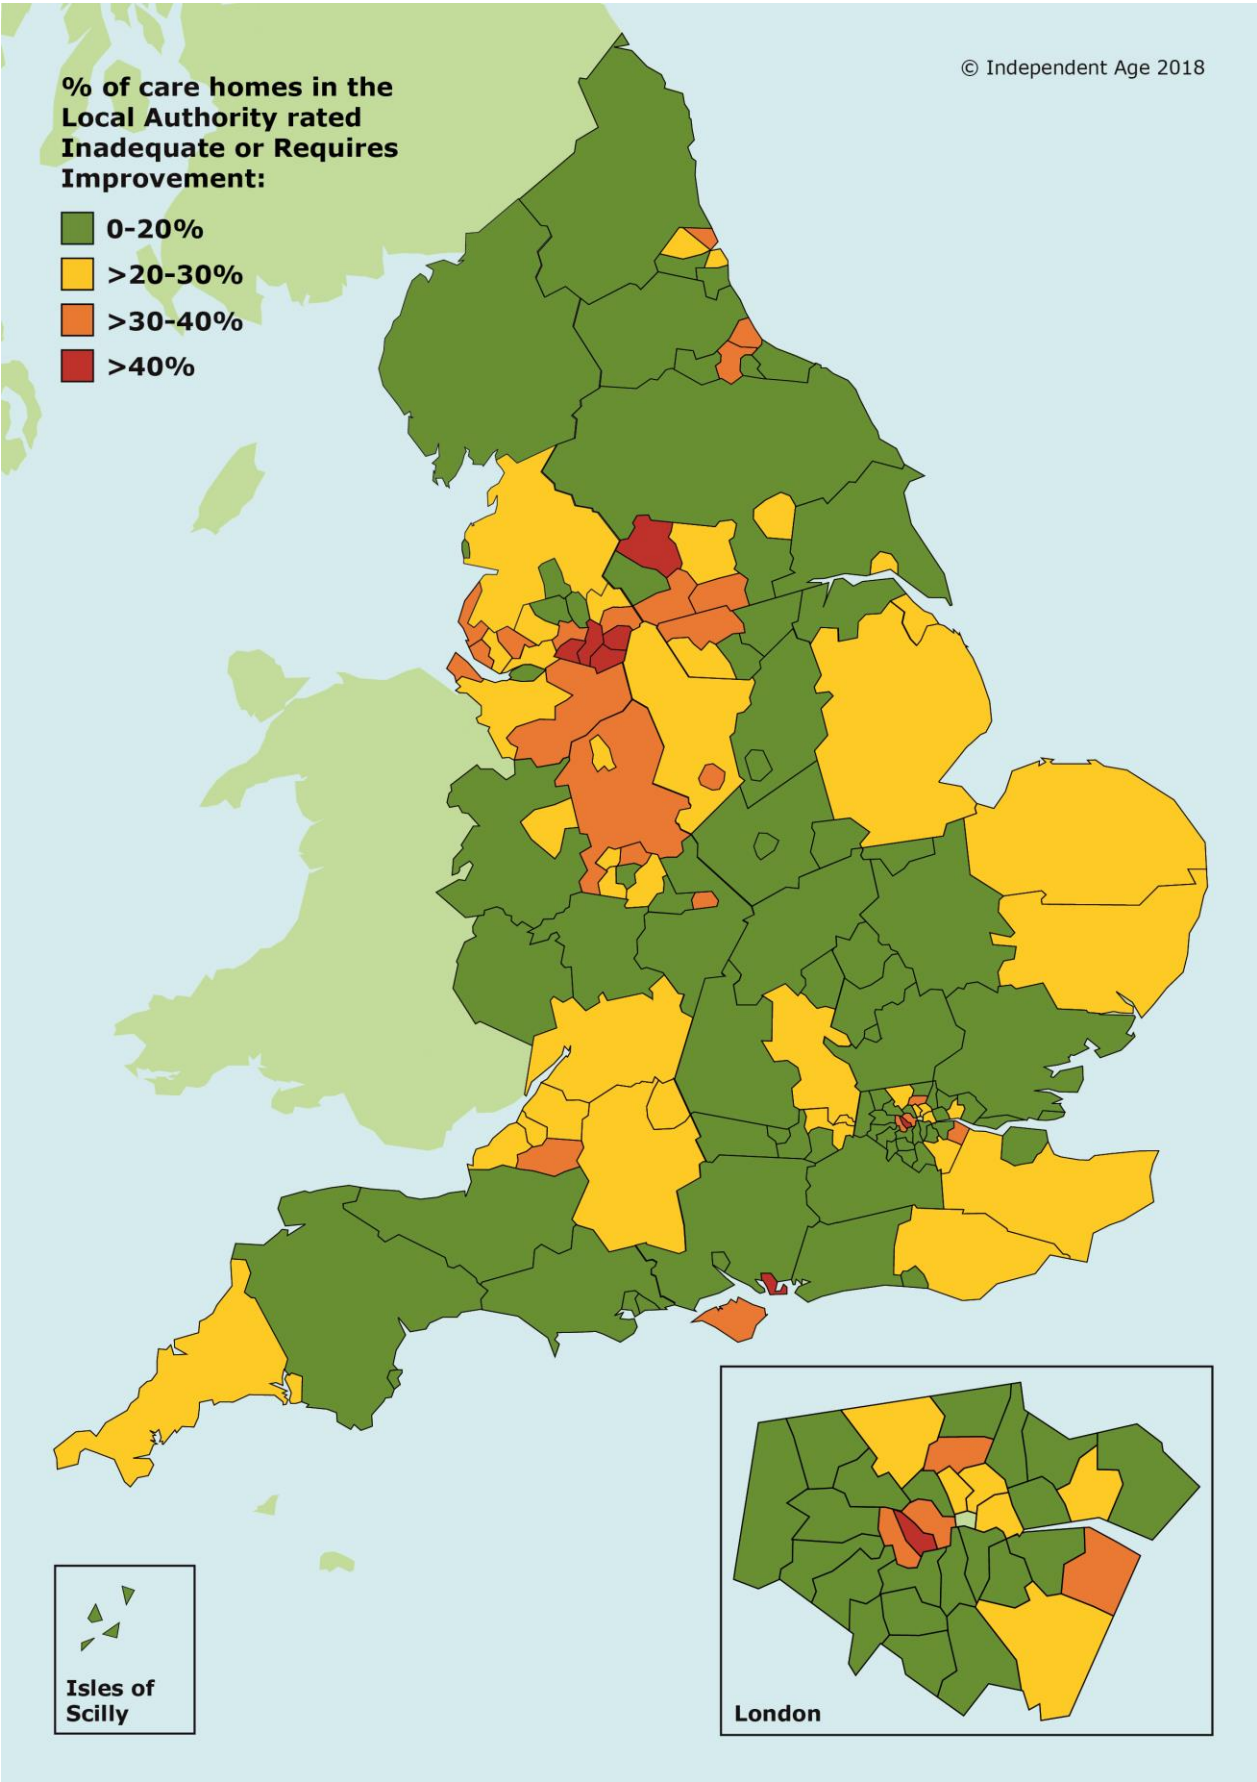 % of care homes in the
Local Authority rated
Inadequate or Requires
Improvement:
0-20%
>20-30%
>30-40%
>40%
© Independent Age 2018
Isles of
Scilly
London